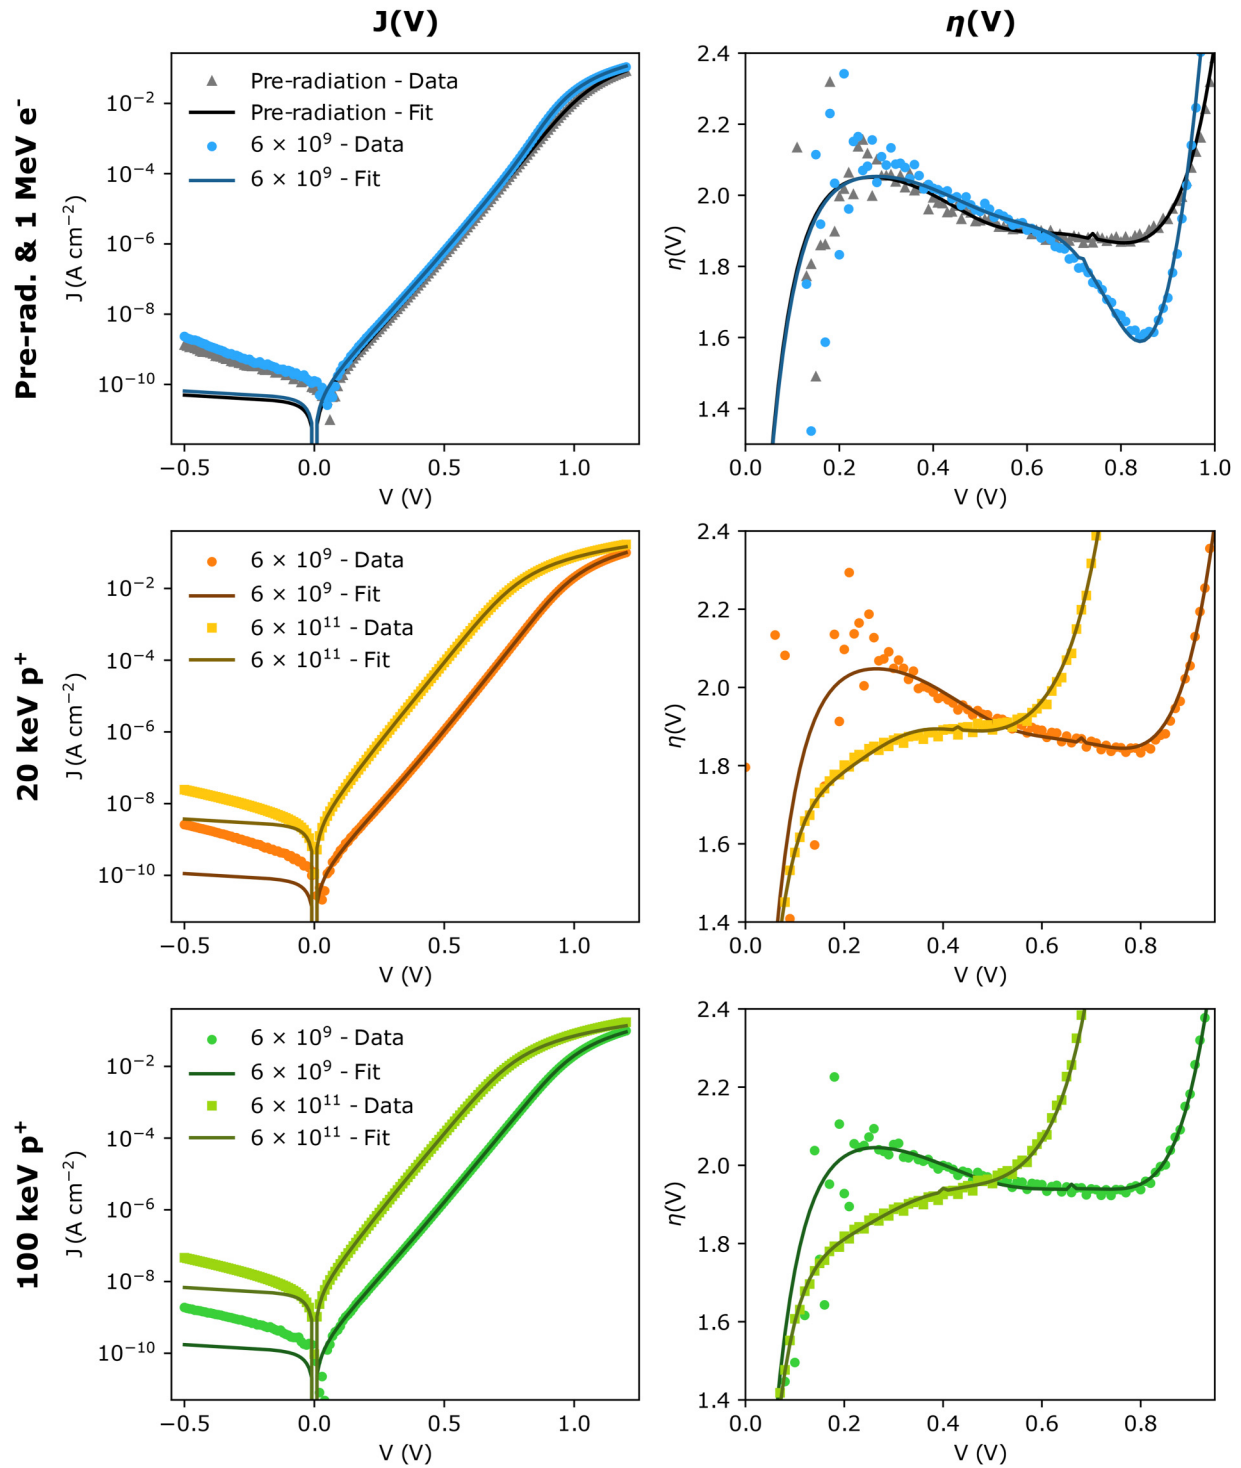 J(V)
η(V)
Pre-rad. & 1 MeV e⁻
J (A cm⁻²)
10⁻²
10⁻⁴
10⁻⁶
10⁻⁸
10⁻¹⁰
Pre-radiation - Data
Pre-radiation - Fit
6 × 10⁹ - Data
6 × 10⁹ - Fit
−0.5 0.0 0.5 1.0
V (V)
η(V)
2.4
2.2
2.0
1.8
1.6
1.4
0.0 0.2 0.4 0.6 0.8 1.0
V (V)
20 keV p⁺
J (A cm⁻²)
10⁻²
10⁻⁴
10⁻⁶
10⁻⁸
10⁻¹⁰
6 × 10⁹ - Data
6 × 10⁹ - Fit
6 × 10¹¹ - Data
6 × 10¹¹ - Fit
−0.5 0.0 0.5 1.0
V (V)
η(V)
2.4
2.2
2.0
1.8
1.6
1.4
0.0 0.2 0.4 0.6 0.8
V (V)
100 keV p⁺
J (A cm⁻²)
10⁻²
10⁻⁴
10⁻⁶
10⁻⁸
10⁻¹⁰
6 × 10⁹ - Data
6 × 10⁹ - Fit
6 × 10¹¹ - Data
6 × 10¹¹ - Fit
−0.5 0.0 0.5 1.0
V (V)
η(V)
2.4
2.2
2.0
1.8
1.6
1.4
0.0 0.2 0.4 0.6 0.8
V (V)